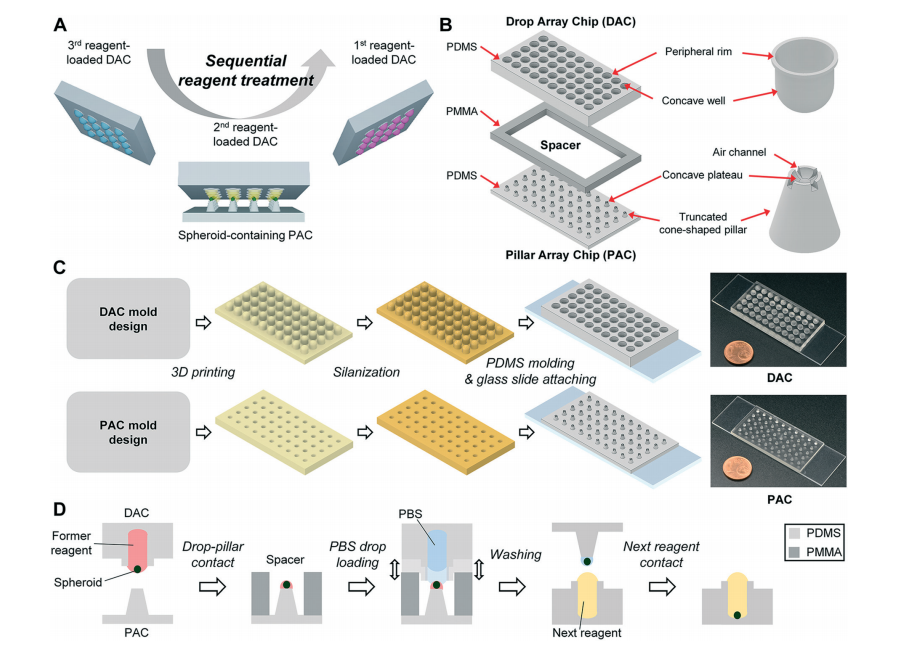 A
3rd reagent-
loaded DAC
Sequential
reagent treatment
1st reagent-
loaded DAC
2nd reagent-
loaded DAC
Spheroid-containing PAC
B
Drop Array Chip (DAC)
PDMS
Peripheral rim
Concave well
PMMA
Spacer
Air channel
PDMS
Concave plateau
Truncated
cone-shaped pillar
Pillar Array Chip (PAC)
C
DAC mold
design
3D printing
Silanization
PDMS molding
& glass slide attaching
DAC
PAC mold
design
PAC
D
DAC
Former
reagent
Spheroid
PAC
Drop-pillar
contact
Spacer
PBS drop
loading
PBS
Washing
Next reagent
Next reagent
contact
PDMS
PMMA